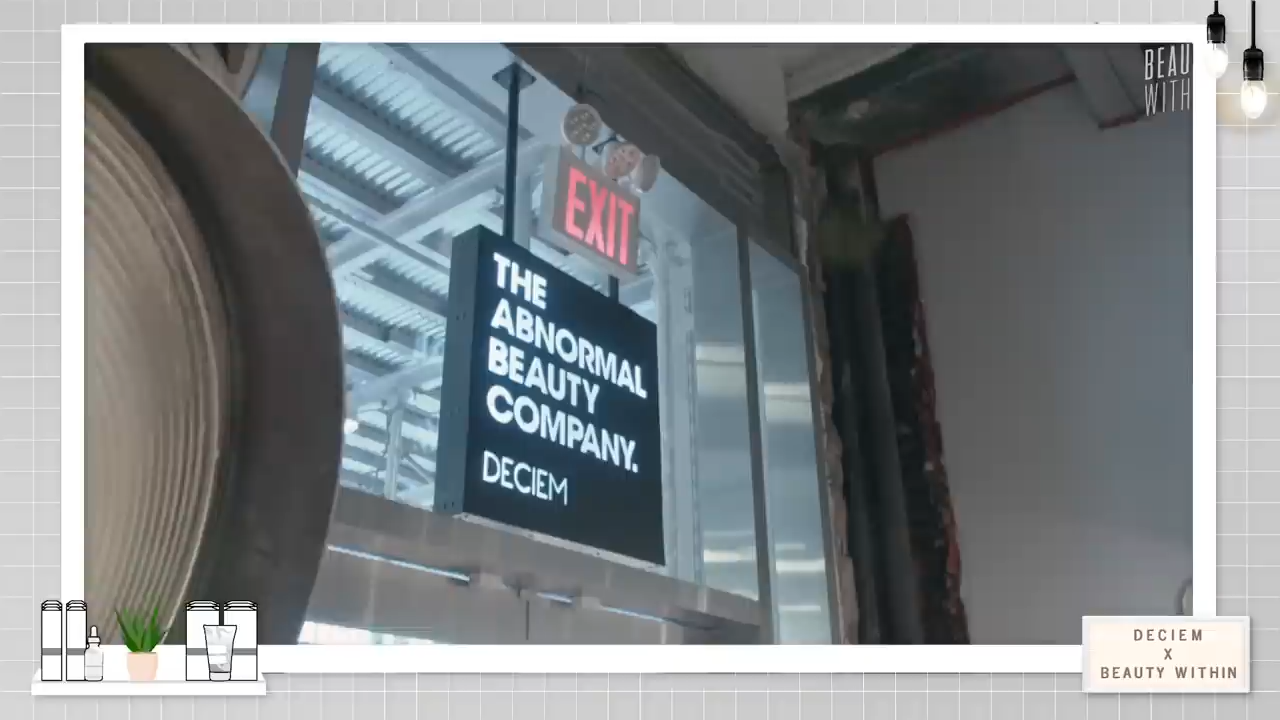 BEAU
WITH
EXIT
THE
ABNORMAL
BEAUTY
COMPANY.
DECIEM
DECIEM
X
BEAUTY WITHIN